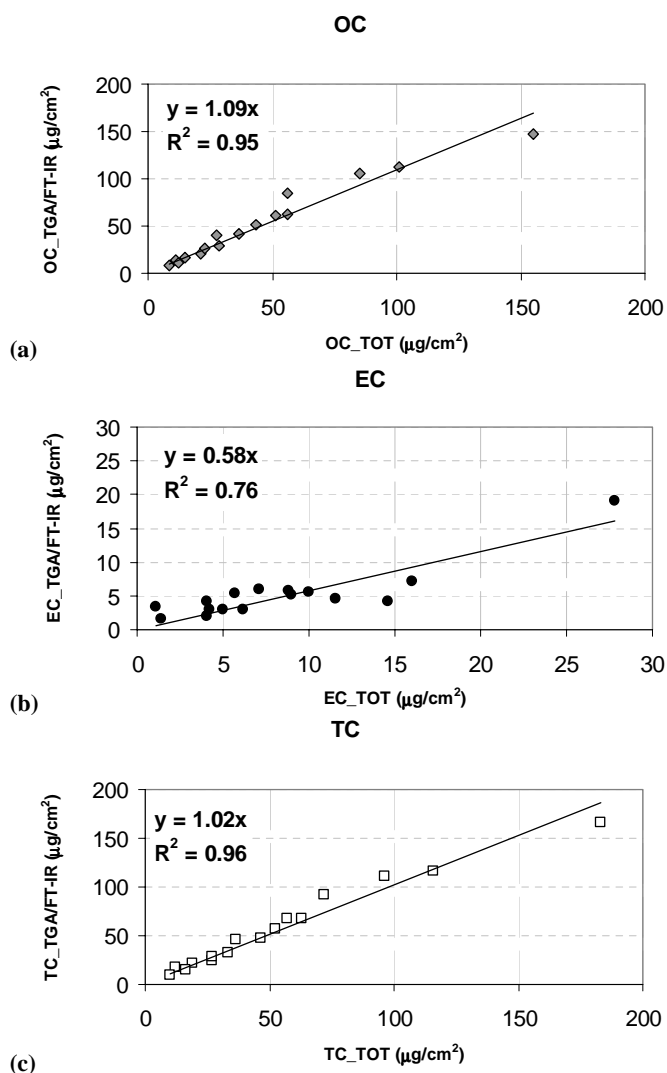 OC
OC_TGA/FT-IR (μg/cm²)
200
150
100
50
0
y = 1.09x
R² = 0.95
0 50 100 150 200
OC_TOT (μg/cm²)
(a)
EC
EC_TGA/FT-IR (μg/cm²)
30
25
20
15
10
5
0
y = 0.58x
R² = 0.76
0 5 10 15 20 25 30
EC_TOT (μg/cm²)
(b)
TC
TC_TGA/FT-IR (μg/cm²)
200
150
100
50
0
y = 1.02x
R² = 0.96
0 50 100 150 200
TC_TOT (μg/cm²)
(c)